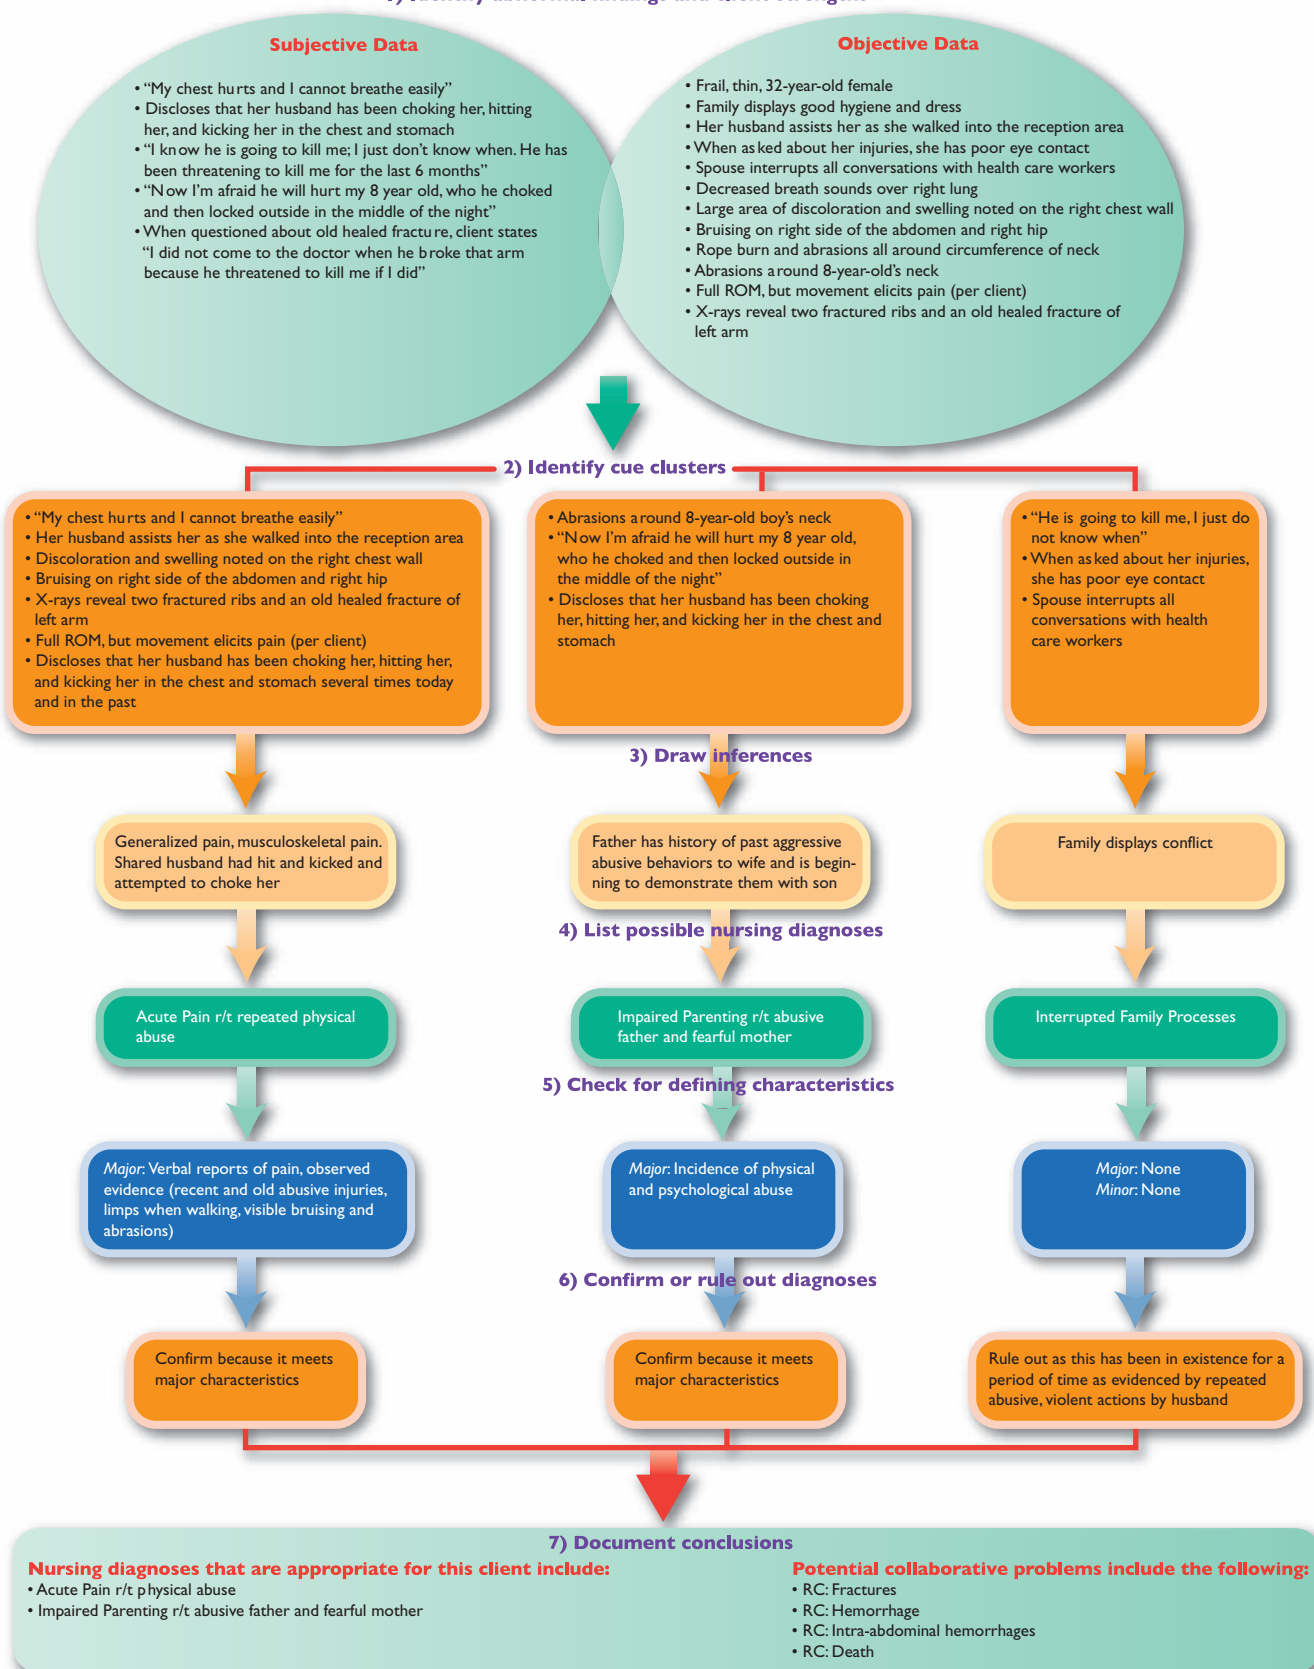 1) Identify abnormal findings and client strengths
Subjective Data
• “My chest hurts and I cannot breathe easily”
• Discloses that her husband has been choking her, hitting
her, and kicking her in the chest and stomach
• “I know he is going to kill me; I just don’t know when. He has
been threatening to kill me for the last 6 months”
• “Now I’m afraid he will hurt my 8 year old, who he choked
and then locked outside in the middle of the night”
• When questioned about old healed fracture, client states
“I did not come to the doctor when he broke that arm
because he threatened to kill me if I did”
Objective Data
• Frail, thin, 32-year-old female
• Family displays good hygiene and dress
• Her husband assists her as she walked into the reception area
• When asked about her injuries, she has poor eye contact
• Spouse interrupts all conversations with health care workers
• Decreased breath sounds over right lung
• Large area of discoloration and swelling noted on the right chest wall
• Bruising on right side of the abdomen and right hip
• Rope burn and abrasions all around circumference of neck
• Abrasions around 8-year-old’s neck
• Full ROM, but movement elicits pain (per client)
• X-rays reveal two fractured ribs and an old healed fracture of
left arm
2) Identify cue clusters
• “My chest hurts and I cannot breathe easily”
• Her husband assists her as she walked into the reception area
• Discoloration and swelling noted on the right chest wall
• Bruising on right side of the abdomen and right hip
• X-rays reveal two fractured ribs and an old healed fracture of
left arm
• Full ROM, but movement elicits pain (per client)
• Discloses that her husband has been choking her, hitting her,
and kicking her in the chest and stomach several times today
and in the past
• Abrasions around 8-year-old boy’s neck
• “Now I’m afraid he will hurt my 8 year old,
who he choked and then locked outside in
the middle of the night”
• Discloses that her husband has been choking
her, hitting her, and kicking her in the chest and
stomach
• “He is going to kill me, I just do
not know when”
• When asked about her injuries,
she has poor eye contact
• Spouse interrupts all
conversations with health
care workers
3) Draw inferences
Generalized pain, musculoskeletal pain.
Shared husband had hit and kicked and
attempted to choke her
Father has history of past aggressive
abusive behaviors to wife and is begin-
ning to demonstrate them with son
Family displays conflict
4) List possible nursing diagnoses
Acute Pain r/t repeated physical
abuse
Impaired Parenting r/t abusive
father and fearful mother
Interrupted Family Processes
5) Check for defining characteristics
Major: Verbal reports of pain, observed
evidence (recent and old abusive injuries,
limps when walking, visible bruising and
abrasions)
Major: Incidence of physical
and psychological abuse
Major: None
Minor: None
6) Confirm or rule out diagnoses
Confirm because it meets
major characteristics
Confirm because it meets
major characteristics
Rule out as this has been in existence for a
period of time as evidenced by repeated
abusive, violent actions by husband
7) Document conclusions
Nursing diagnoses that are appropriate for this client include:
• Acute Pain r/t physical abuse
• Impaired Parenting r/t abusive father and fearful mother
Potential collaborative problems include the following:
• RC: Fractures
• RC: Hemorrhage
• RC: Intra-abdominal hemorrhages
• RC: Death